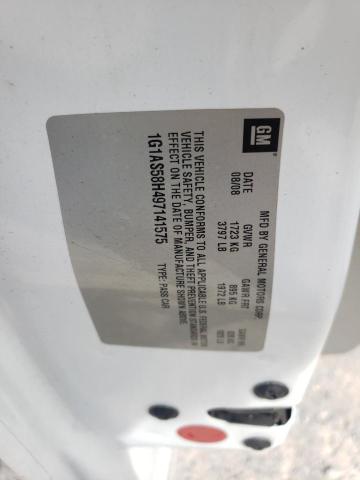 GM
MFD BY GENERAL MOTORS CORP.
DATE GVWR GAWR FRT GAWR RR
08/08 1723 KG 895 KG
3797 LB 1972 LB
THIS VEHICLE CONFORMS TO ALL APPLICABLE U.S. FEDERAL MOTOR
VEHICLE SAFETY, BUMPER, AND THEFT PREVENTION STANDARDS IN
EFFECT ON THE DATE OF MANUFACTURE SHOWN ABOVE.
1G1AS58H497141575 TYPE: PASS CAR